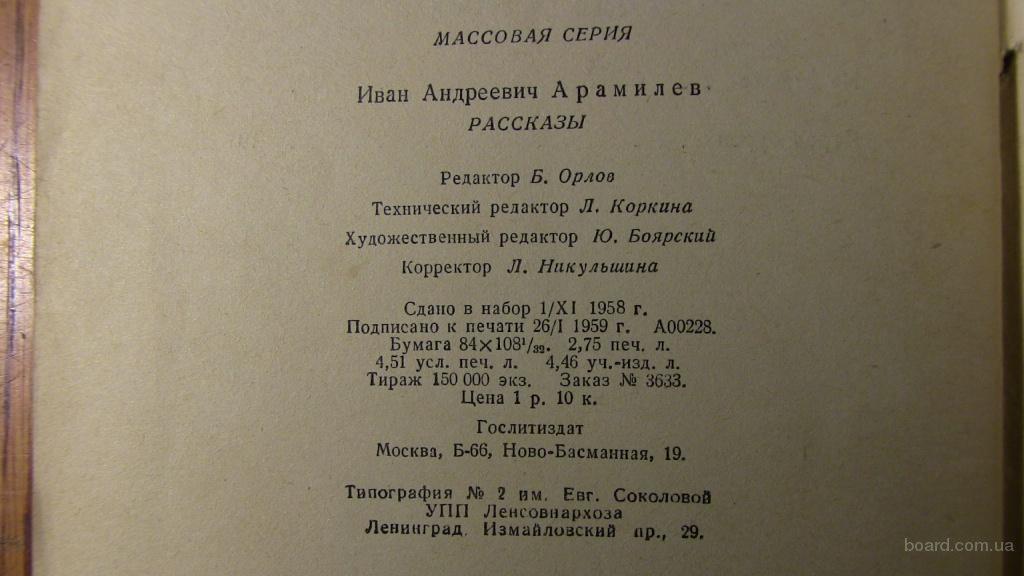 МАССОВАЯ СЕРИЯ
Иван Андреевич Арамилев
РАССКАЗЫ
Редактор Б. Орлов
Технический редактор Л. Коркина
Художественный редактор Ю. Боярский
Корректор Л. Никульшина
Сдано в набор 1/XI 1958 г.
Подписано к печати 26/I 1959 г. А00228.
Бумага 84×108¹/₃₂. 2,75 печ. л.
4,51 усл. печ. л. 4,46 уч.-изд. л.
Тираж 150 000 экз. Заказ № 3633.
Цена 1 р. 10 к.
Гослитиздат
Москва, Б-66, Ново-Басманная, 19.
Типография № 2 им. Евг. Соколовой
УПП Ленсовнархоза
Ленинград, Измайловский пр., 29.
board.com.ua